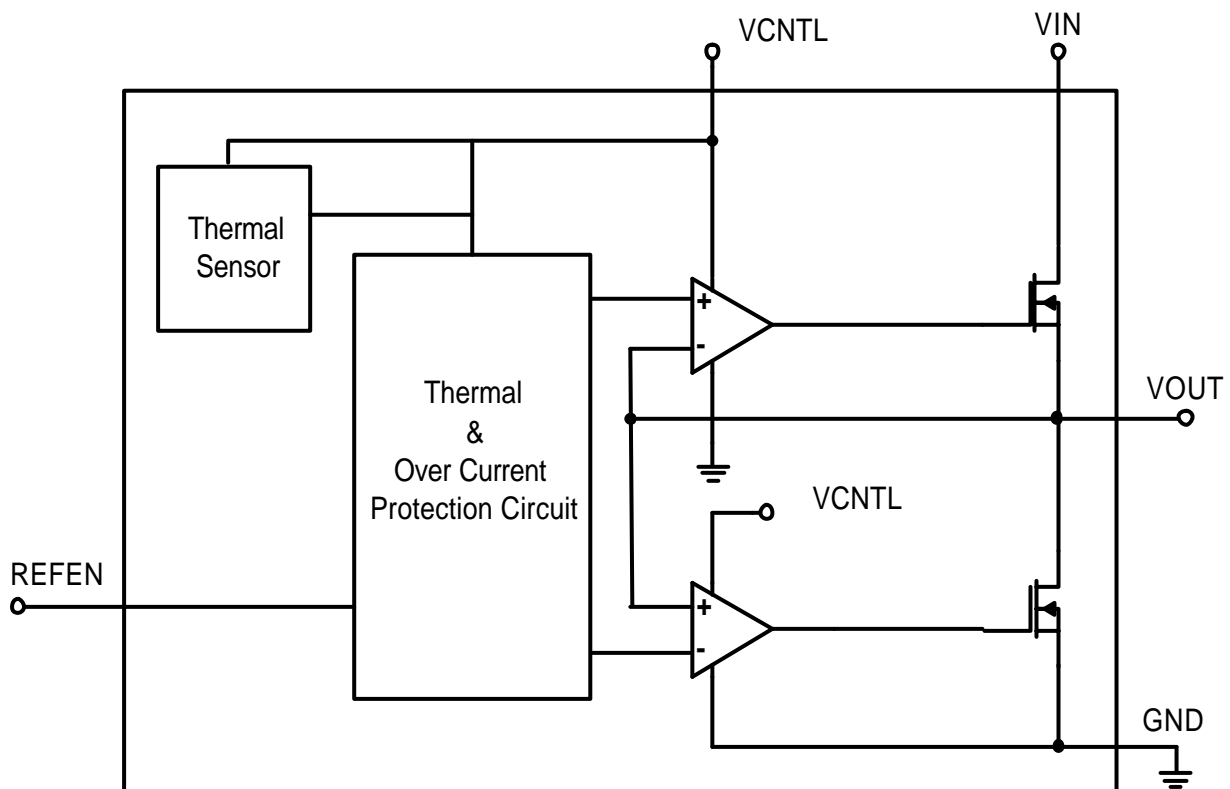 VCNTL
VIN
Thermal
Sensor
+
-
Thermal
&
Over Current
Protection Circuit
VOUT
VCNTL
REFEN
+
-
GND